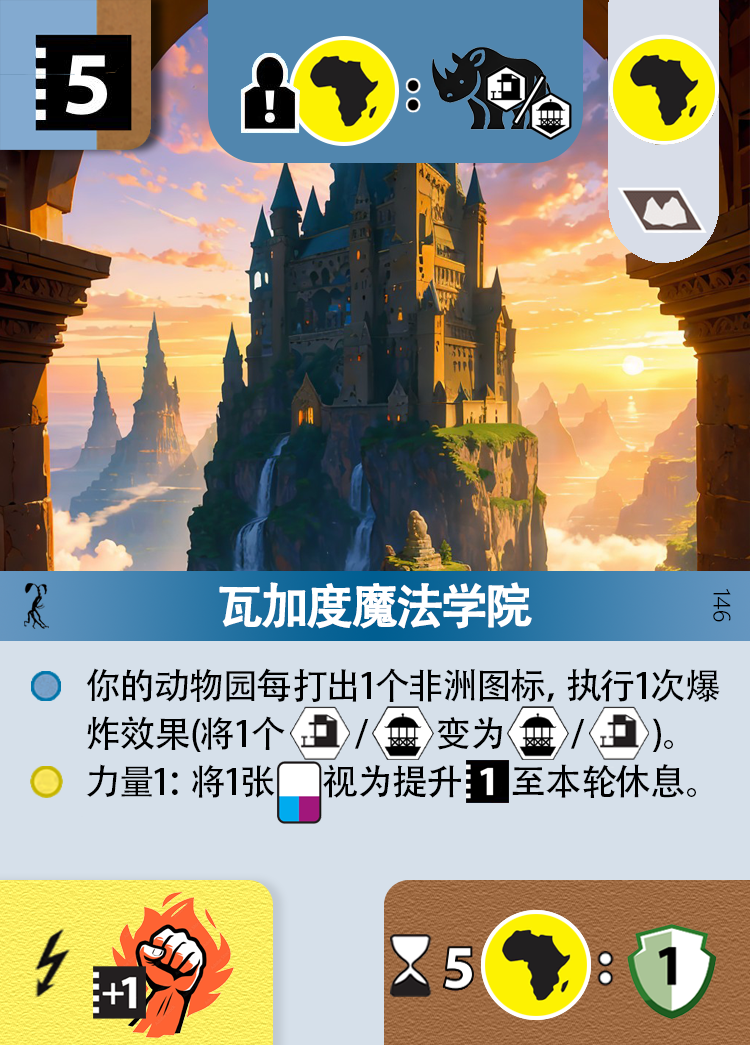 5
!
:
/
瓦加度魔法学院
146
你的动物园每打出1个非洲图标, 执行1次爆
炸效果(将1个 / 变为 / )。
力量1: 将1张 视为提升 1 至本轮休息。
+1
5 : 1